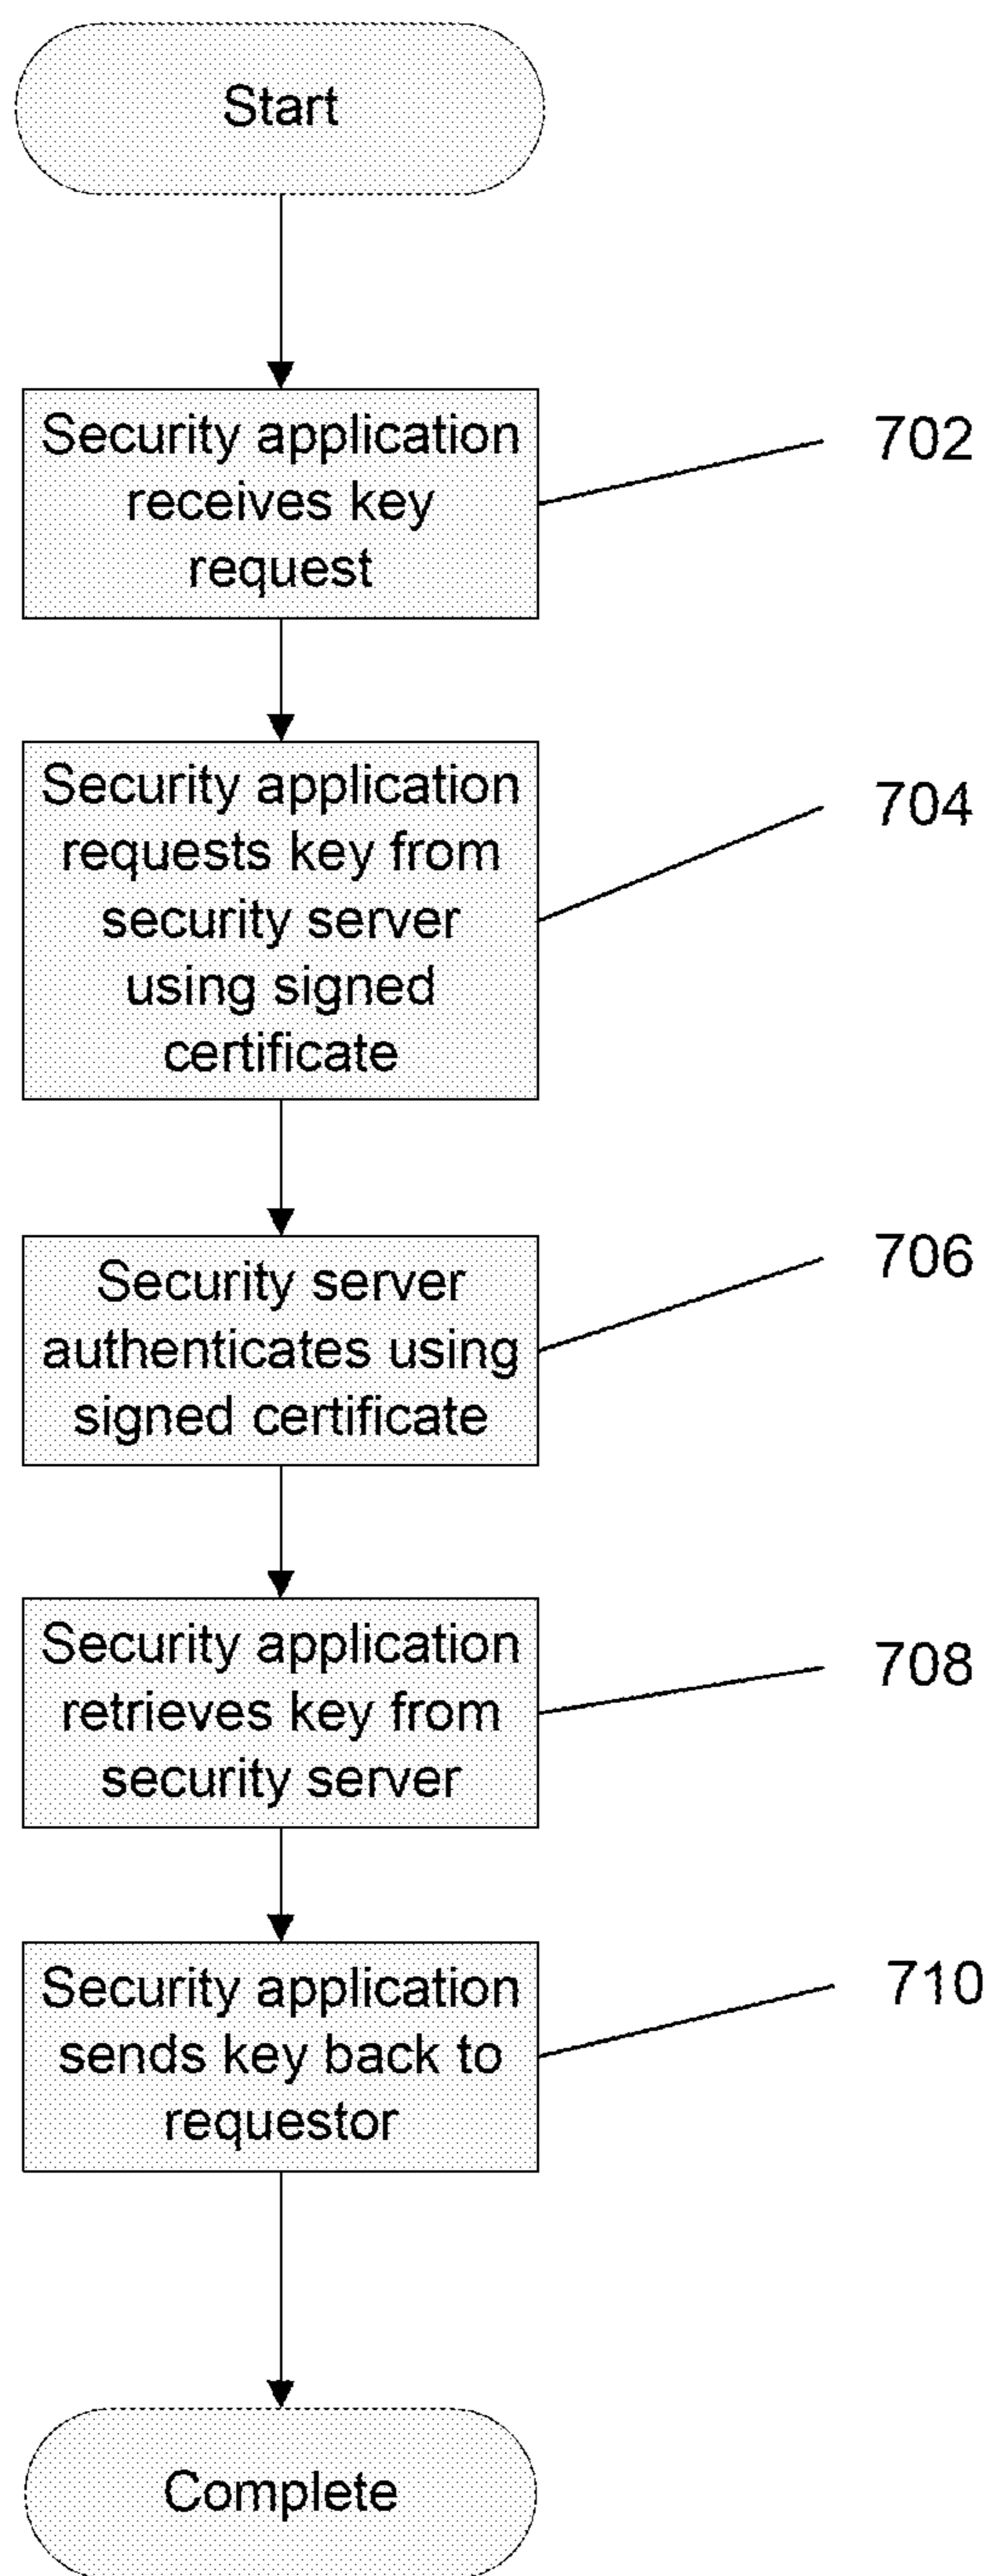 Start
Security application
receives key
request
702
Security application
requests key from
security server
using signed
certificate
704
Security server
authenticates using
signed certificate
706
Security application
retrieves key from
security server
708
Security application
sends key back to
requestor
710
Complete